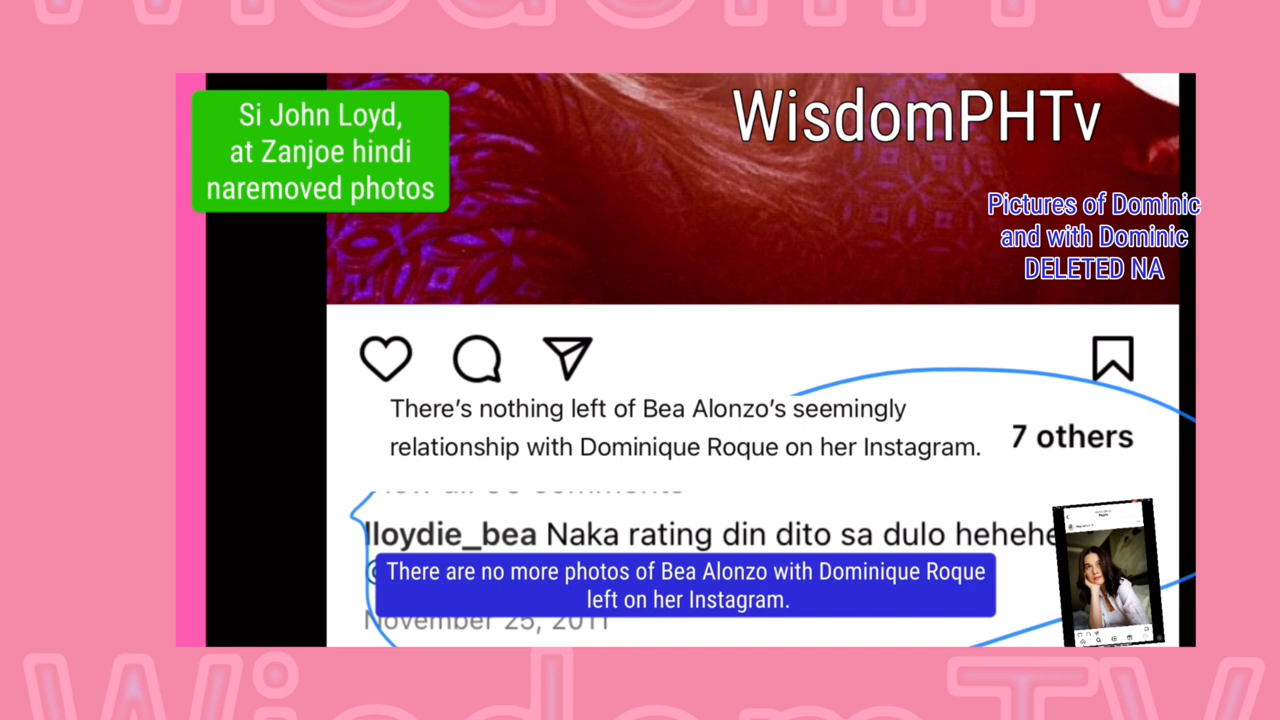 WisdomTV
Si John Loyd,
at Zanjoe hindi
naremoved photos
WisdomPHTv
Pictures of Dominic
and with Dominic
DELETED NA
There's nothing left of Bea Alonzo's seemingly
relationship with Dominique Roque on her Instagram.
7 others
lloydie_bea Naka rating din dito sa dulo hehehe
There are no more photos of Bea Alonzo with Dominique Roque
left on her Instagram.
November 25, 2011
WisdomTV